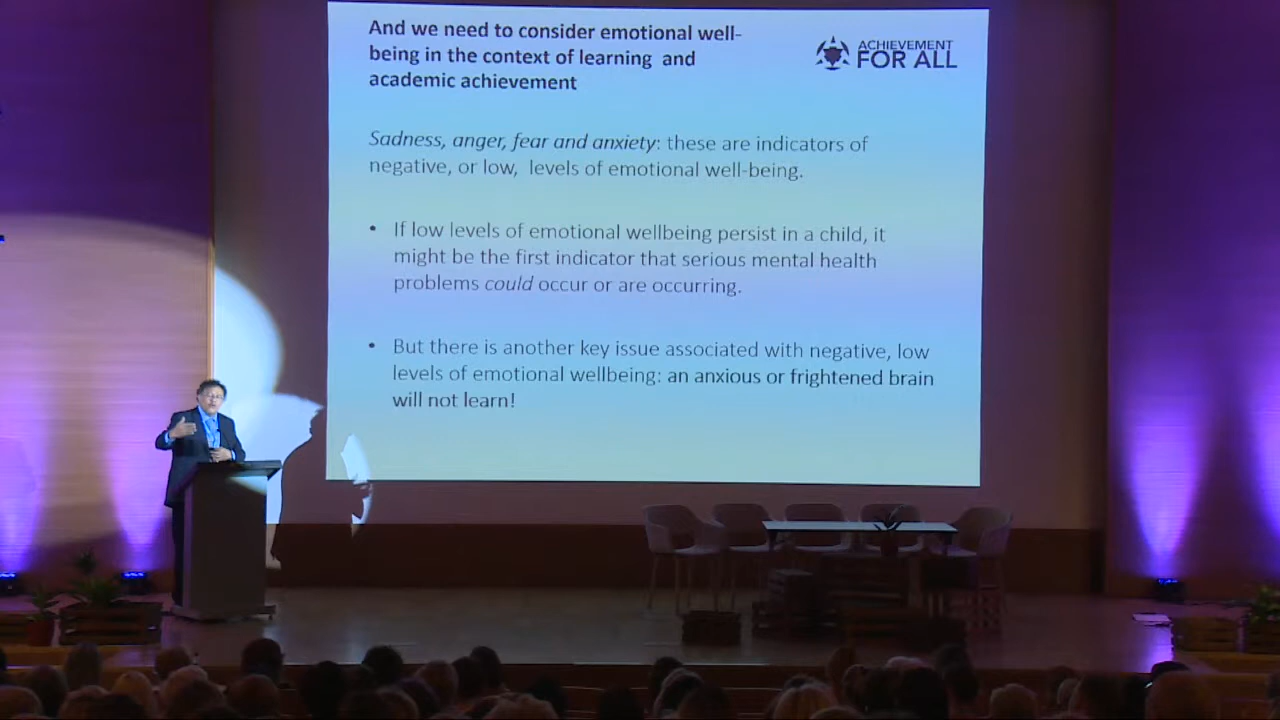 And we need to consider emotional well-
being in the context of learning and
academic achievement
ACHIEVEMENT
FOR ALL
Sadness, anger, fear and anxiety: these are indicators of
negative, or low, levels of emotional well-being.
• If low levels of emotional wellbeing persist in a child, it
might be the first indicator that serious mental health
problems could occur or are occurring.
• But there is another key issue associated with negative, low
levels of emotional wellbeing: an anxious or frightened brain
will not learn!